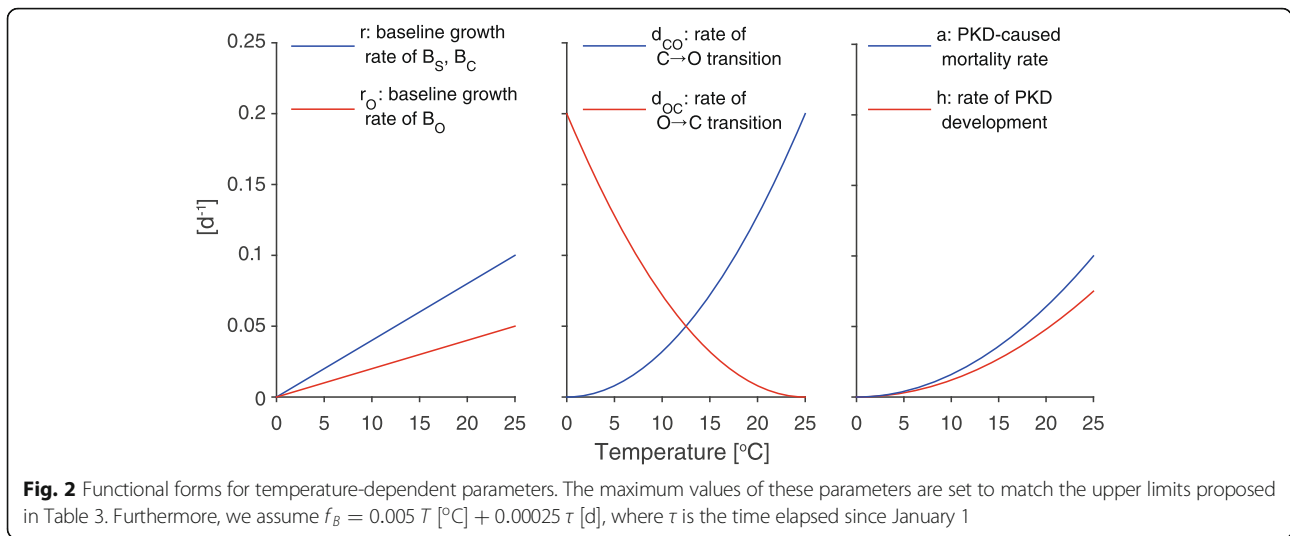 r: baseline growth
rate of B_S, B_C
r_O: baseline growth
rate of B_O
d_CO: rate of
C→O transition
d_OC: rate of
O→C transition
a: PKD-caused
mortality rate
h: rate of PKD
development
[d⁻¹]
0.25
0.2
0.15
0.1
0.05
0
0 5 10 15 20 25
0 5 10 15 20 25
0 5 10 15 20 25
Temperature [°C]
Fig. 2 Functional forms for temperature-dependent parameters. The maximum values of these parameters are set to match the upper limits proposed
in Table 3. Furthermore, we assume f_B = 0.005 T [°C] + 0.00025 τ [d], where τ is the time elapsed since January 1